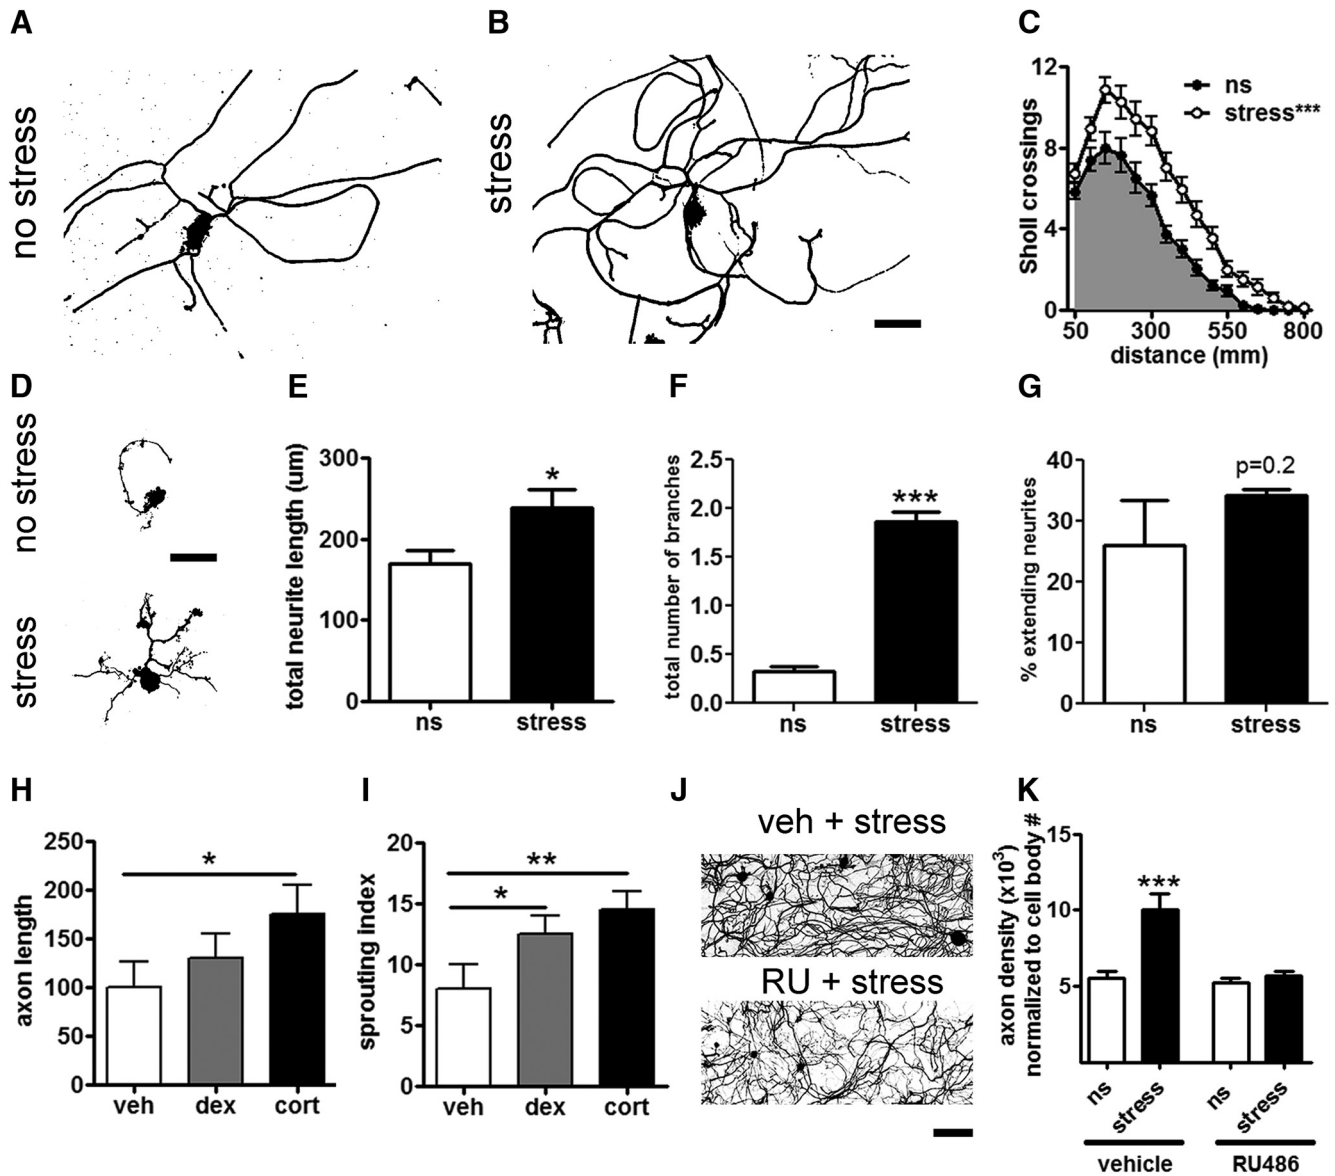 A
B
C
no stress
stress
12
8
4
0
Sholl crossings
ns
stress***
50
300
550
800
distance (mm)
D
E
F
G
no stress
stress
300
200
100
0
total neurite length (um)
*
ns
stress
2.5
2.0
1.5
1.0
0.5
0.0
total number of branches
***
ns
stress
40
30
20
10
0
% extending neurites
p=0.2
ns
stress
H
I
J
K
250
200
150
100
50
0
axon length
*
veh
dex
cort
20
15
10
5
0
sprouting index
**
*
veh
dex
cort
veh + stress
RU + stress
15
10
5
axon density (x10³)
normalized to cell body #
***
ns
stress
ns
stress
vehicle
RU486